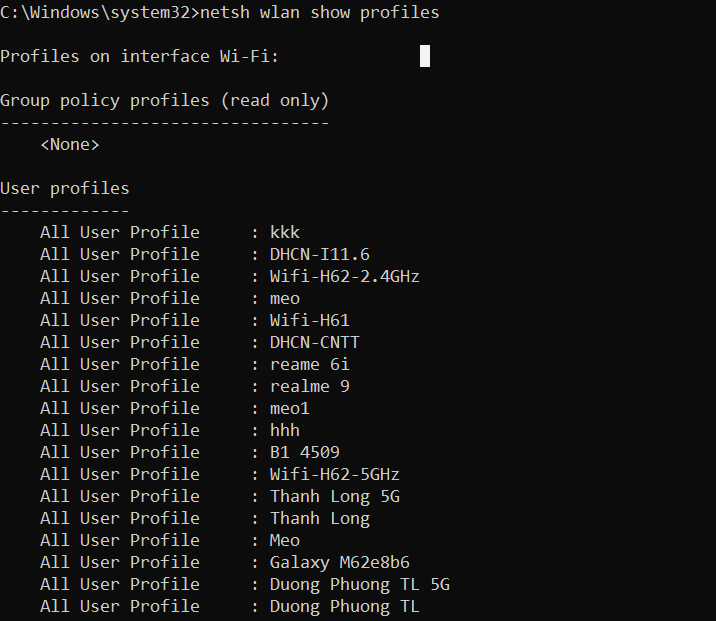 C:\Windows\system32>netsh wlan show profiles
Profiles on interface Wi-Fi:
Group policy profiles (read only)
---------------------------------
    <None>
User profiles
-------------
    All User Profile     : kkk
    All User Profile     : DHCN-I11.6
    All User Profile     : Wifi-H62-2.4GHz
    All User Profile     : meo
    All User Profile     : Wifi-H61
    All User Profile     : DHCN-CNTT
    All User Profile     : reame 6i
    All User Profile     : realme 9
    All User Profile     : meo1
    All User Profile     : hhh
    All User Profile     : B1 4509
    All User Profile     : Wifi-H62-5GHz
    All User Profile     : Thanh Long 5G
    All User Profile     : Thanh Long
    All User Profile     : Meo
    All User Profile     : Galaxy M62e8b6
    All User Profile     : Duong Phuong TL 5G
    All User Profile     : Duong Phuong TL